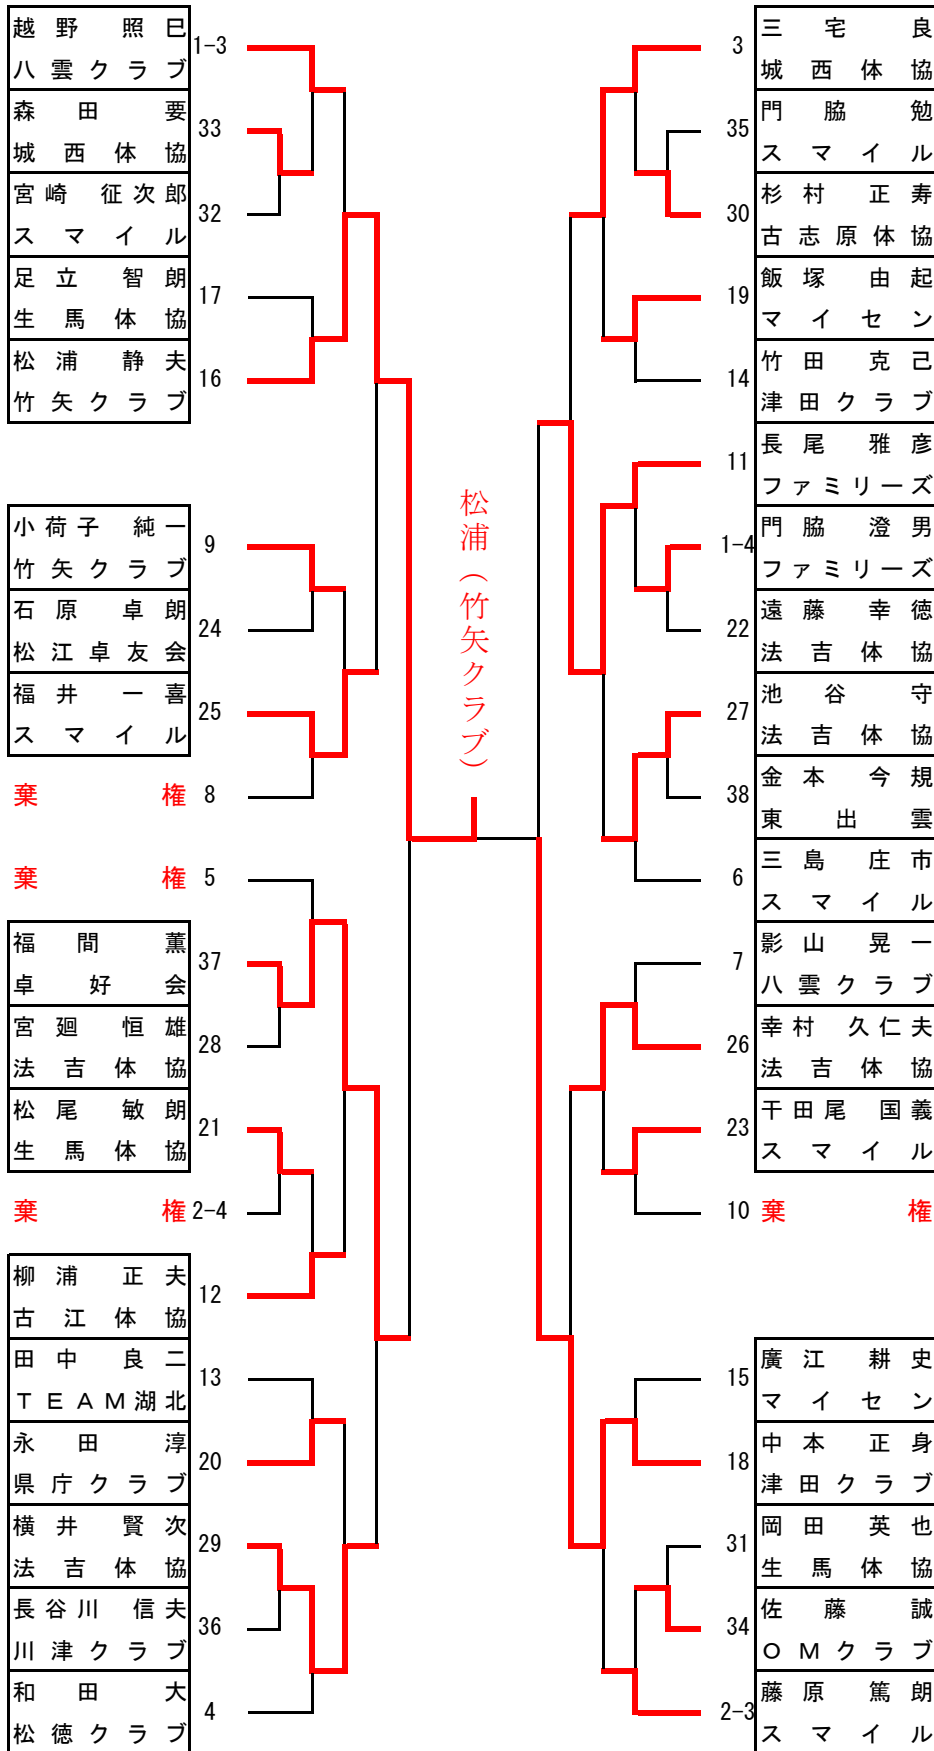 越野 照巳
八雲クラブ
1-3
森田 要
城西体協
33
宮崎 征次郎
スマイル
32
足立 智朗
生馬体協
17
松浦 静夫
竹矢クラブ
16
小荷子 純一
竹矢クラブ
9
石原 卓朗
松江卓友会
24
福井 一喜
スマイル
25
棄権
8
棄権
5
福間 薫
卓好会
37
宮廻 恒雄
法吉体協
28
松尾 敏朗
生馬体協
21
棄権
2-4
柳浦 正夫
古江体協
12
田中 良二
TEAM湖北
13
永田 淳
県庁クラブ
20
横井 賢次
法吉体協
29
長谷川 信夫
川津クラブ
36
和田 大
松徳クラブ
4
松浦（竹矢クラブ）
3
三宅 良
城西体協
35
門脇 勉
スマイル
30
杉村 正寿
古志原体協
19
飯塚 由起
マイセン
14
竹田 克己
津田クラブ
11
長尾 雅彦
ファミリーズ
1-4
門脇 澄男
ファミリーズ
22
遠藤 幸徳
法吉体協
27
池谷 守
法吉体協
38
金本 今規
東出雲
6
三島 庄市
スマイル
7
影山 晃一
八雲クラブ
26
幸村 久仁夫
法吉体協
23
干田尾 国義
スマイル
10
棄権
15
廣江 耕史
マイセン
18
中本 正身
津田クラブ
31
岡田 英也
生馬体協
34
佐藤 誠
OMクラブ
2-3
藤原 篤朗
スマイル